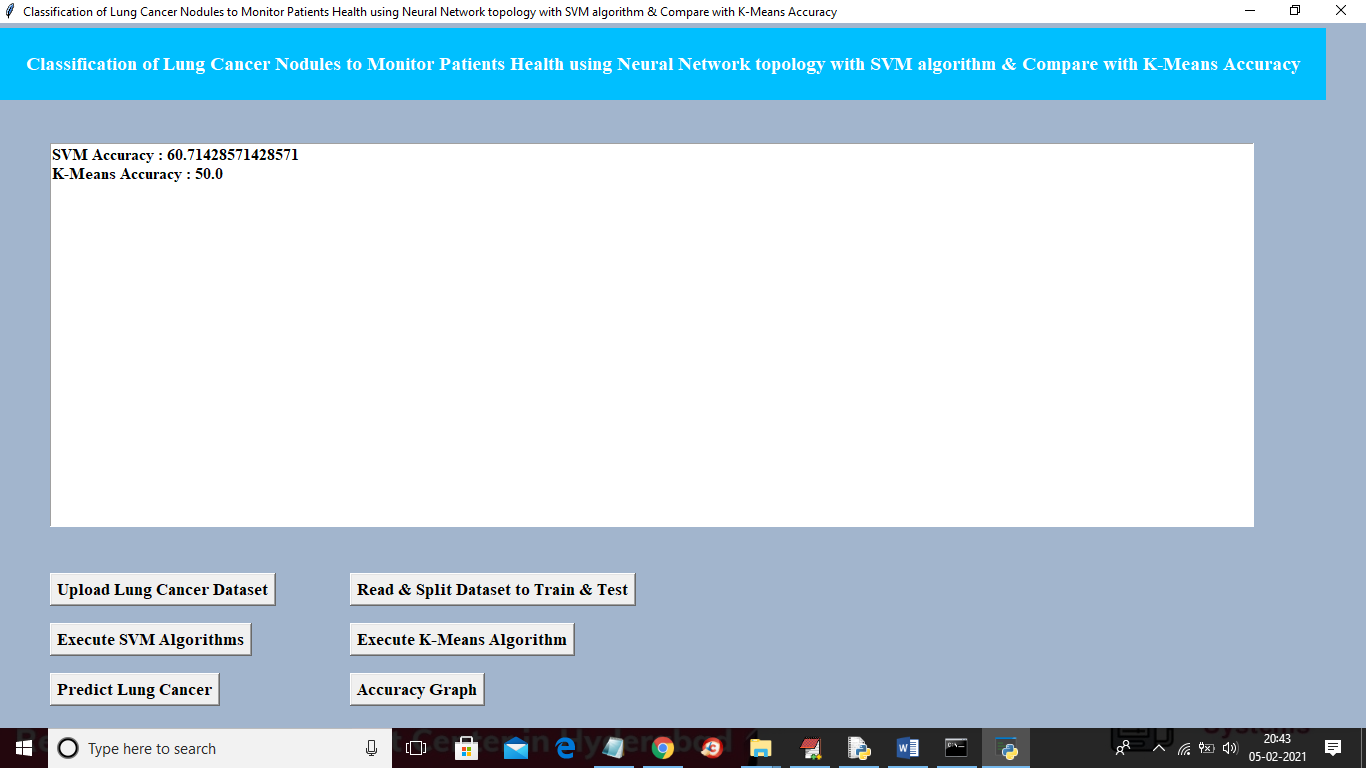 Classification of Lung Cancer Nodules to Monitor Patients Health using Neural Network topology with SVM algorithm & Compare with K-Means Accuracy
Classification of Lung Cancer Nodules to Monitor Patients Health using Neural Network topology with SVM algorithm & Compare with K-Means Accuracy
SVM Accuracy : 60.71428571428571
K-Means Accuracy : 50.0
Upload Lung Cancer Dataset
Read & Split Dataset to Train & Test
Execute SVM Algorithms
Execute K-Means Algorithm
Predict Lung Cancer
Accuracy Graph
Type here to search
20:43
05-02-2021